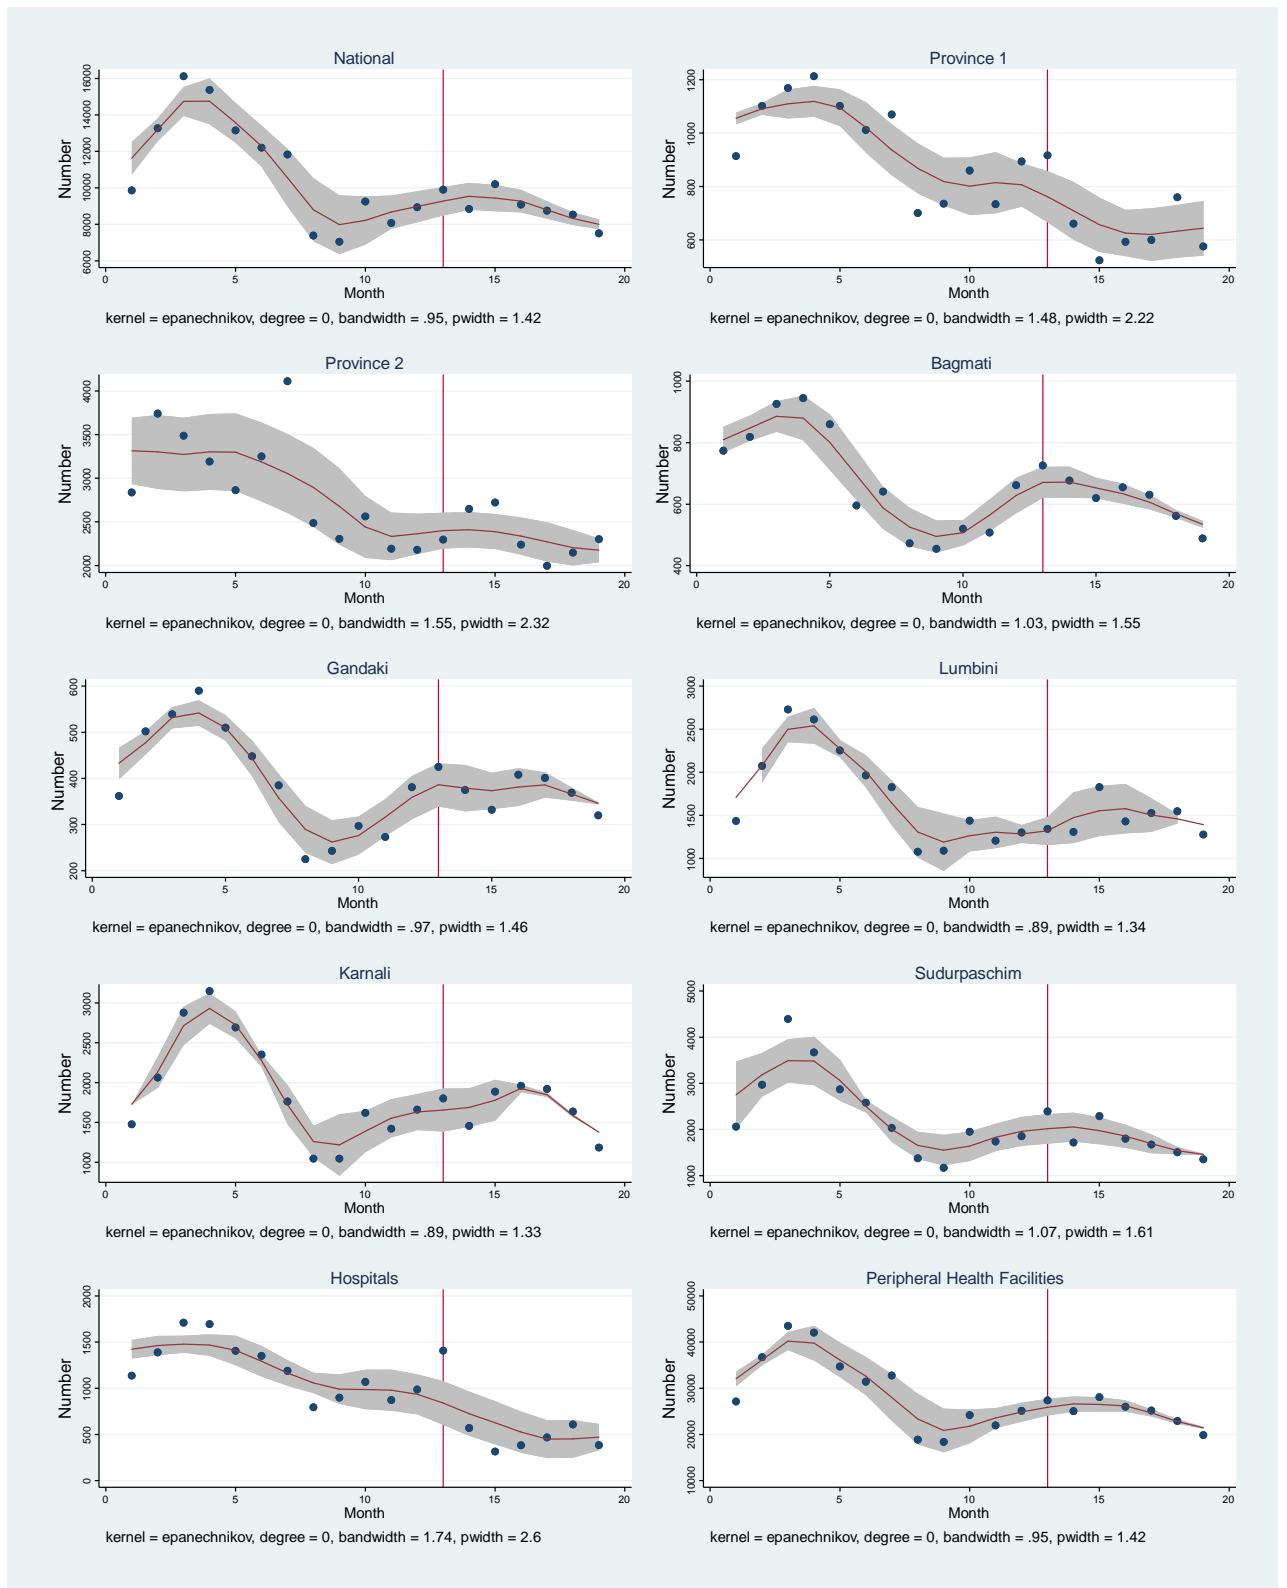 National
Number
6000 8000 10000 12000 14000 16000
0 5 10 15 20
Month
kernel = epanechnikov, degree = 0, bandwidth = .95, pwidth = 1.42
Province 1
Number
600 800 1000 1200
0 5 10 15 20
Month
kernel = epanechnikov, degree = 0, bandwidth = 1.48, pwidth = 2.22
Province 2
Number
2000 2500 3000 3500 4000
0 5 10 15 20
Month
kernel = epanechnikov, degree = 0, bandwidth = 1.55, pwidth = 2.32
Bagmati
Number
400 600 800 1000
0 5 10 15 20
Month
kernel = epanechnikov, degree = 0, bandwidth = 1.03, pwidth = 1.55
Gandaki
Number
200 300 400 500 600
0 5 10 15 20
Month
kernel = epanechnikov, degree = 0, bandwidth = .97, pwidth = 1.46
Lumbini
Number
1000 1500 2000 2500 3000
0 5 10 15 20
Month
kernel = epanechnikov, degree = 0, bandwidth = .89, pwidth = 1.34
Karnali
Number
1000 1500 2000 2500 3000
0 5 10 15 20
Month
kernel = epanechnikov, degree = 0, bandwidth = .89, pwidth = 1.33
Sudurpaschim
Number
1000 2000 3000 4000 5000
0 5 10 15 20
Month
kernel = epanechnikov, degree = 0, bandwidth = 1.07, pwidth = 1.61
Hospitals
Number
0 500 1000 1500 2000
0 5 10 15 20
Month
kernel = epanechnikov, degree = 0, bandwidth = 1.74, pwidth = 2.6
Peripheral Health Facilities
Number
10000 20000 30000 40000 50000
0 5 10 15 20
Month
kernel = epanechnikov, degree = 0, bandwidth = .95, pwidth = 1.42